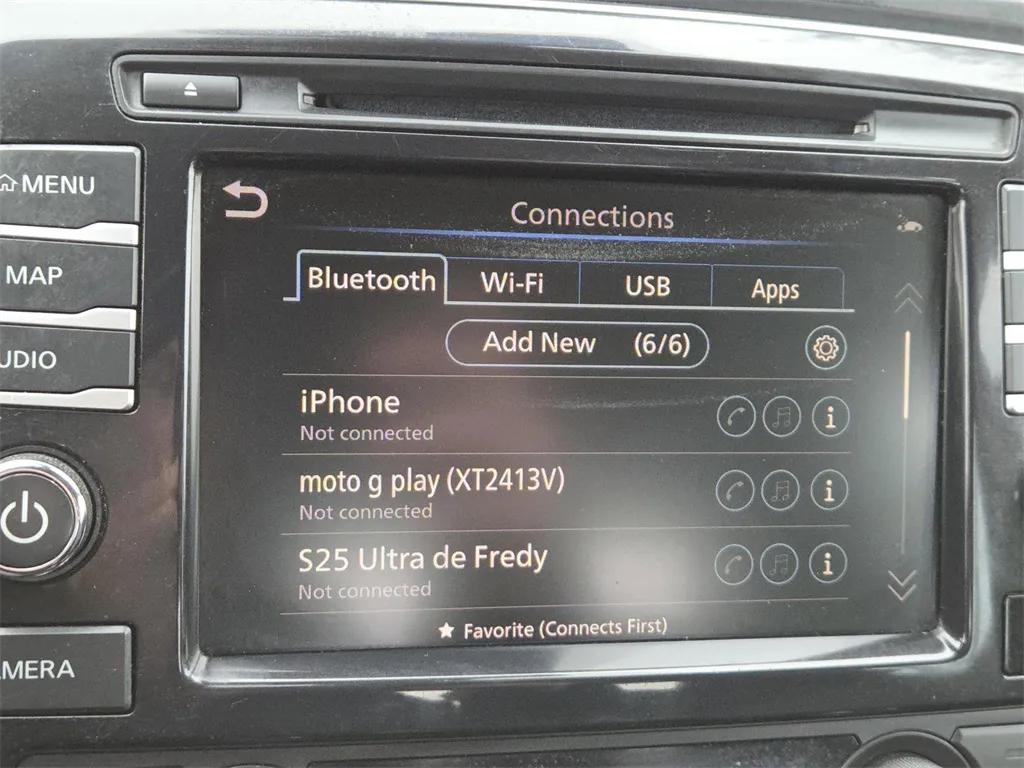 MENU
MAP
UDIO
MERA
Connections
Bluetooth Wi-Fi USB Apps
Add New (6/6)
iPhone
Not connected
i
moto g play (XT2413V)
Not connected
i
S25 Ultra de Fredy
Not connected
i
★ Favorite (Connects First)